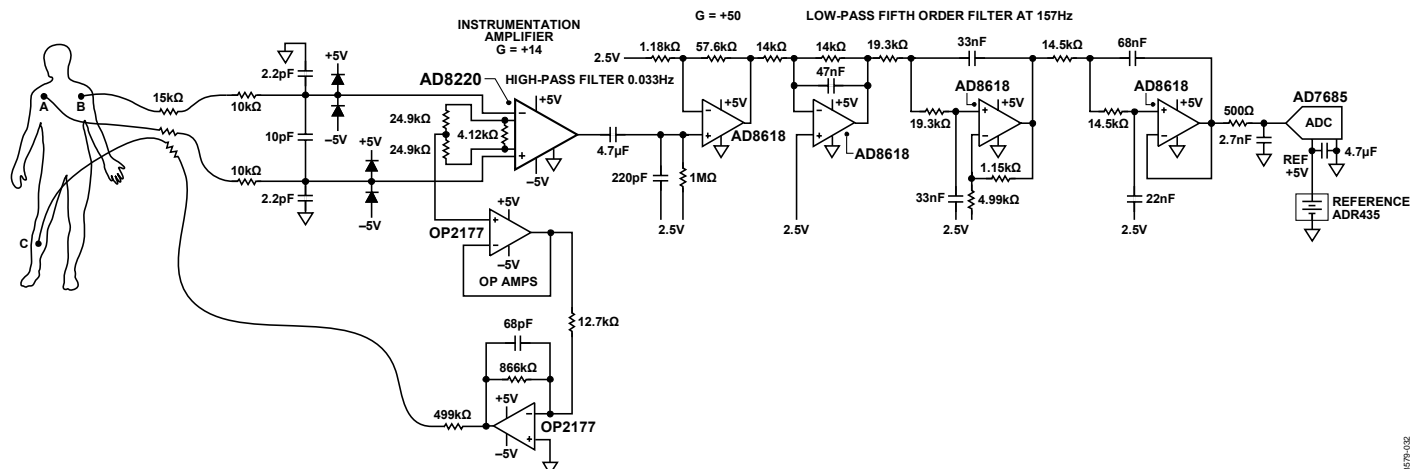 G = +50
LOW-PASS FIFTH ORDER FILTER AT 157Hz
INSTRUMENTATION
AMPLIFIER
G = +14
AD8220
HIGH-PASS FILTER 0.033Hz
A
B
C
15kΩ
10kΩ
10kΩ
2.2pF
10pF
2.2pF
+5V
–5V
+5V
–5V
24.9kΩ
24.9kΩ
4.12kΩ
–
+
+5V
–5V
4.7µF
220pF
1MΩ
2.5V
2.5V
1.18kΩ
57.6kΩ
–
+
+5V
AD8618
14kΩ
14kΩ
47nF
–
+
+5V
AD8618
2.5V
19.3kΩ
33nF
19.3kΩ
AD8618
+
–
+5V
1.15kΩ
4.99kΩ
33nF
2.5V
14.5kΩ
68nF
14.5kΩ
AD8618
+
–
+5V
22nF
2.5V
500Ω
2.7nF
AD7685
ADC
REF
+5V
4.7µF
REFERENCE
ADR435
+5V
+
–
–5V
OP2177
OP AMPS
12.7kΩ
68pF
866kΩ
+5V
–
+
–5V
OP2177
499kΩ